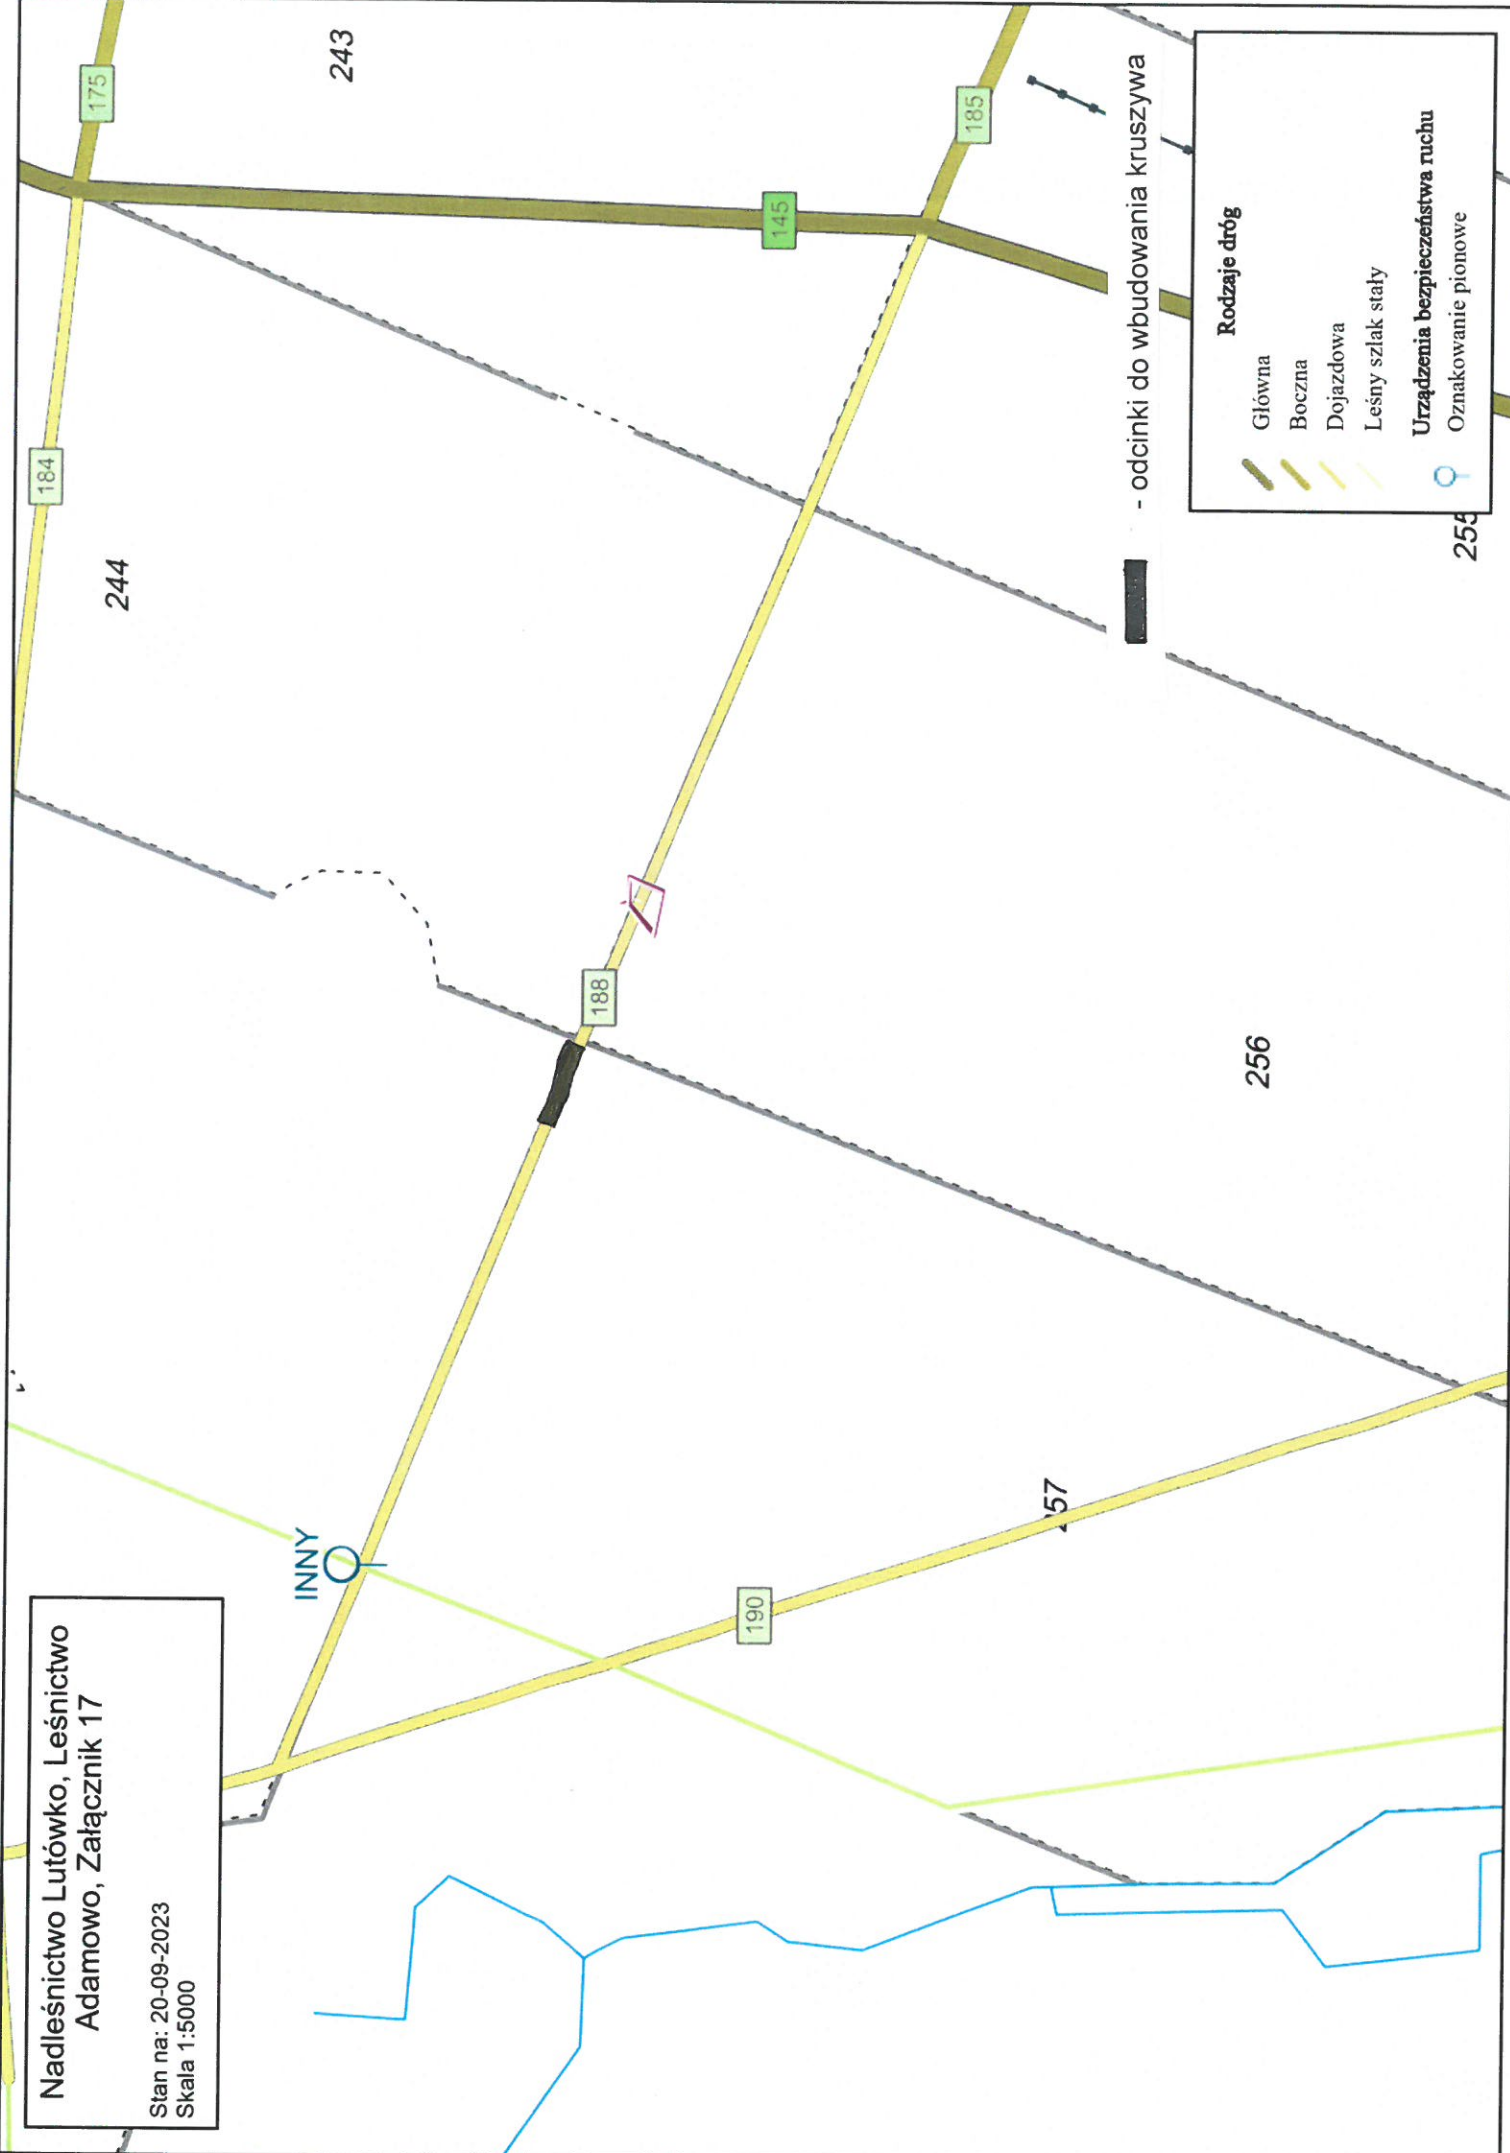 Nadleśnictwo Lutówko, Leśnictwo
Adamowo, Załącznik 17
Stan na: 20-09-2023
Skala 1:5000
INNY
184
175
244
243
145
185
188
190
257
256
255
- odcinki do wbudowania kruszywa
Rodzaje dróg
Główna
Boczna
Dojazdowa
Leśny szlak stały
Urządzenia bezpieczeństwa ruchu
Oznakowanie pionowe